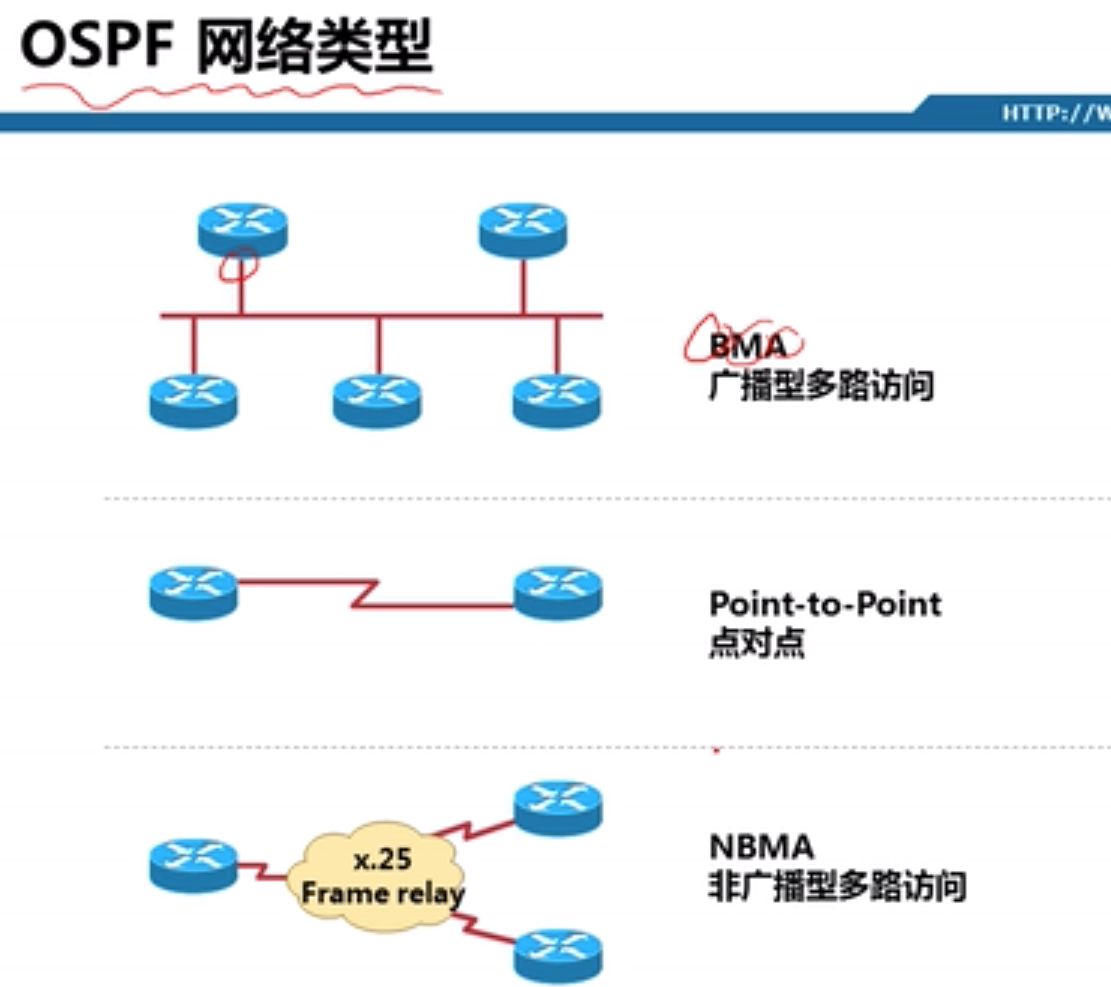 OSPF 网络类型
HTTP://W
BMA
广播型多路访问
Point-to-Point
点对点
x.25
Frame relay
NBMA
非广播型多路访问